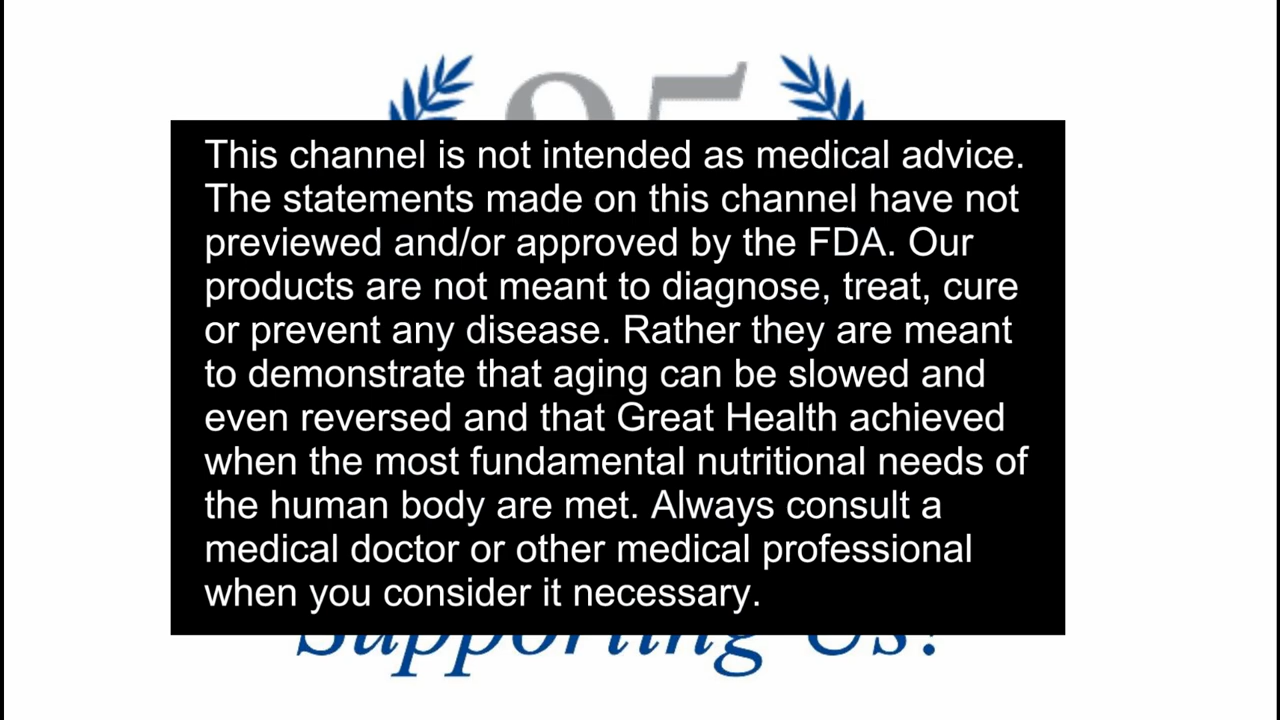 25
This channel is not intended as medical advice.
The statements made on this channel have not
previewed and/or approved by the FDA. Our
products are not meant to diagnose, treat, cure
or prevent any disease. Rather they are meant
to demonstrate that aging can be slowed and
even reversed and that Great Health achieved
when the most fundamental nutritional needs of
the human body are met. Always consult a
medical doctor or other medical professional
when you consider it necessary.
Supporting Us!